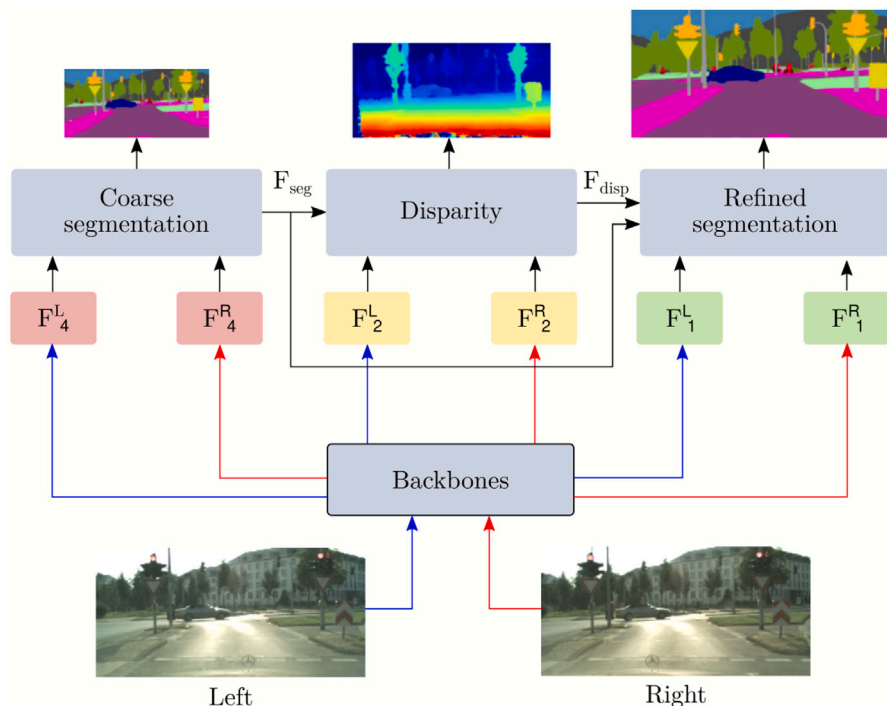 Coarse
segmentation
F_seg
Disparity
F_disp
Refined
segmentation
F^L_4
F^R_4
F^L_2
F^R_2
F^L_1
F^R_1
Backbones
Left
Right